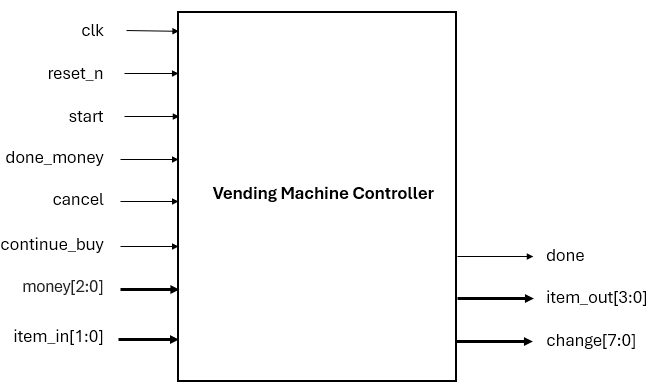 clk
reset_n
start
done_money
cancel
continue_buy
money[2:0]
item_in[1:0]
Vending Machine Controller
done
item_out[3:0]
change[7:0]